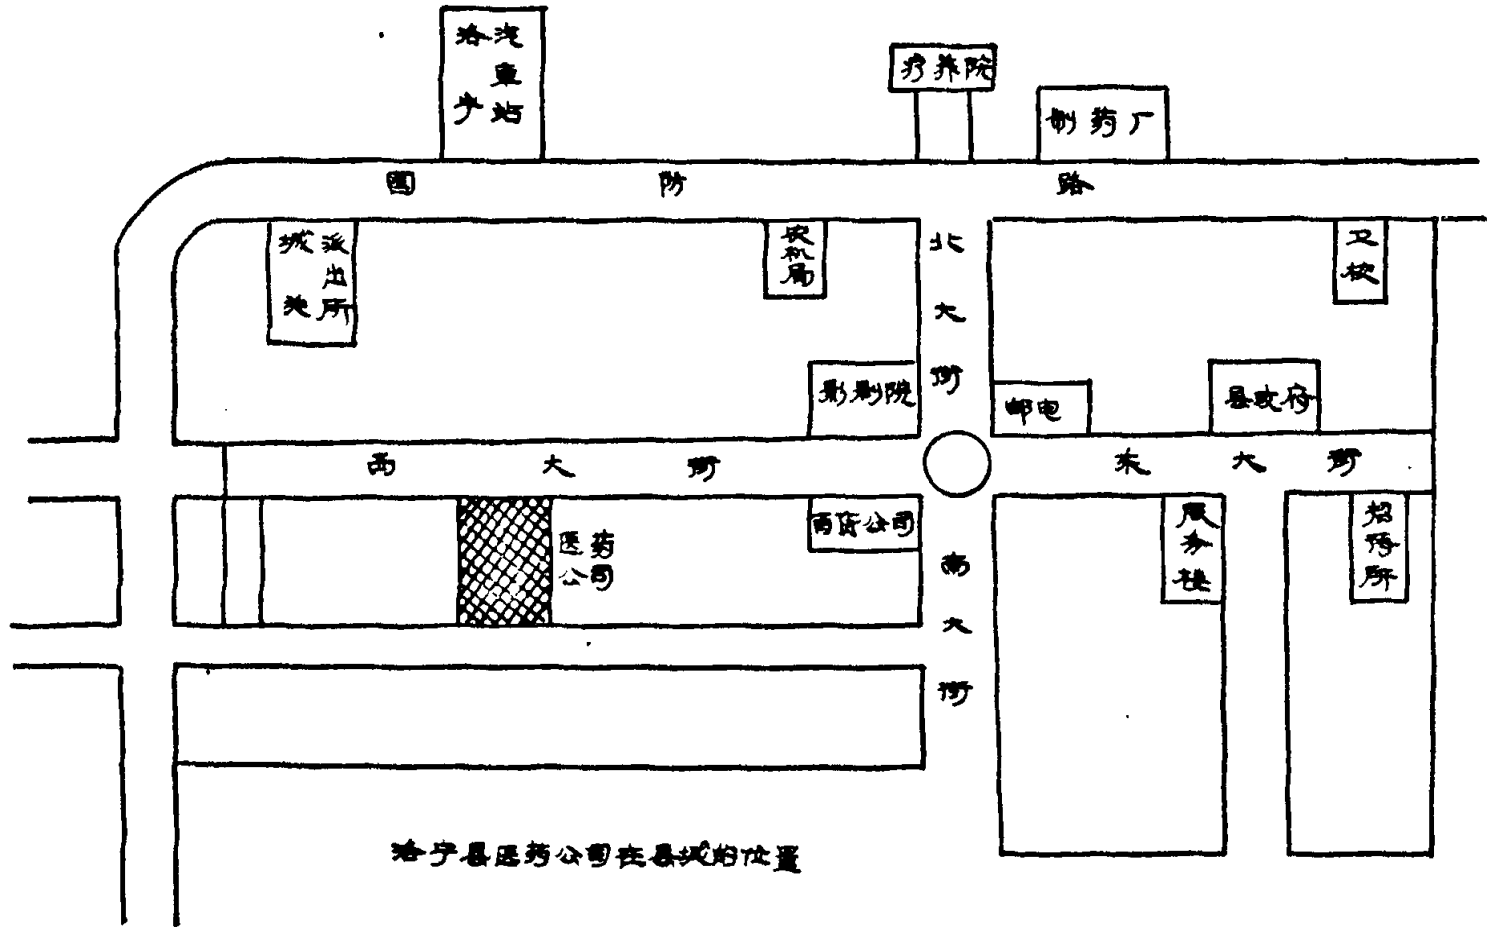 洛宁
汽车站
疗养院
制药厂
国防路
城关
派出所
农机局
北大街
卫校
影剧院
邮电
县政府
西大街
东大街
医药
公司
百货公司
南大街
服务楼
招待所
洛宁县医药公司在县城的位置